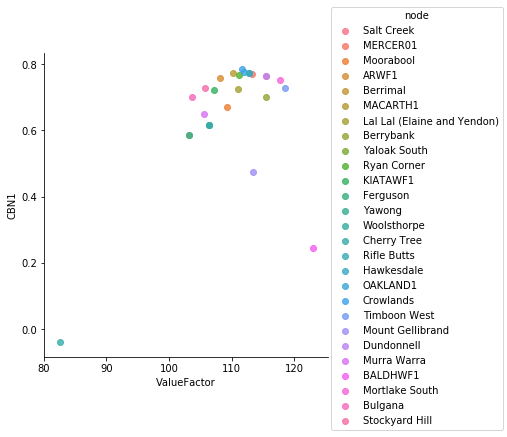 node
Salt Creek
MERCER01
Moorabool
ARWF1
Berrimal
MACARTH1
Lal Lal (Elaine and Yendon)
Berrybank
Yaloak South
Ryan Corner
KIATAWF1
Ferguson
Yawong
Woolsthorpe
Cherry Tree
Rifle Butts
Hawkesdale
OAKLAND1
Crowlands
Timboon West
Mount Gellibrand
Dundonnell
Murra Warra
BALDHWF1
Mortlake South
Bulgana
Stockyard Hill
CBN1
0.8
0.6
0.4
0.2
0.0
80 90 100 110 120
ValueFactor